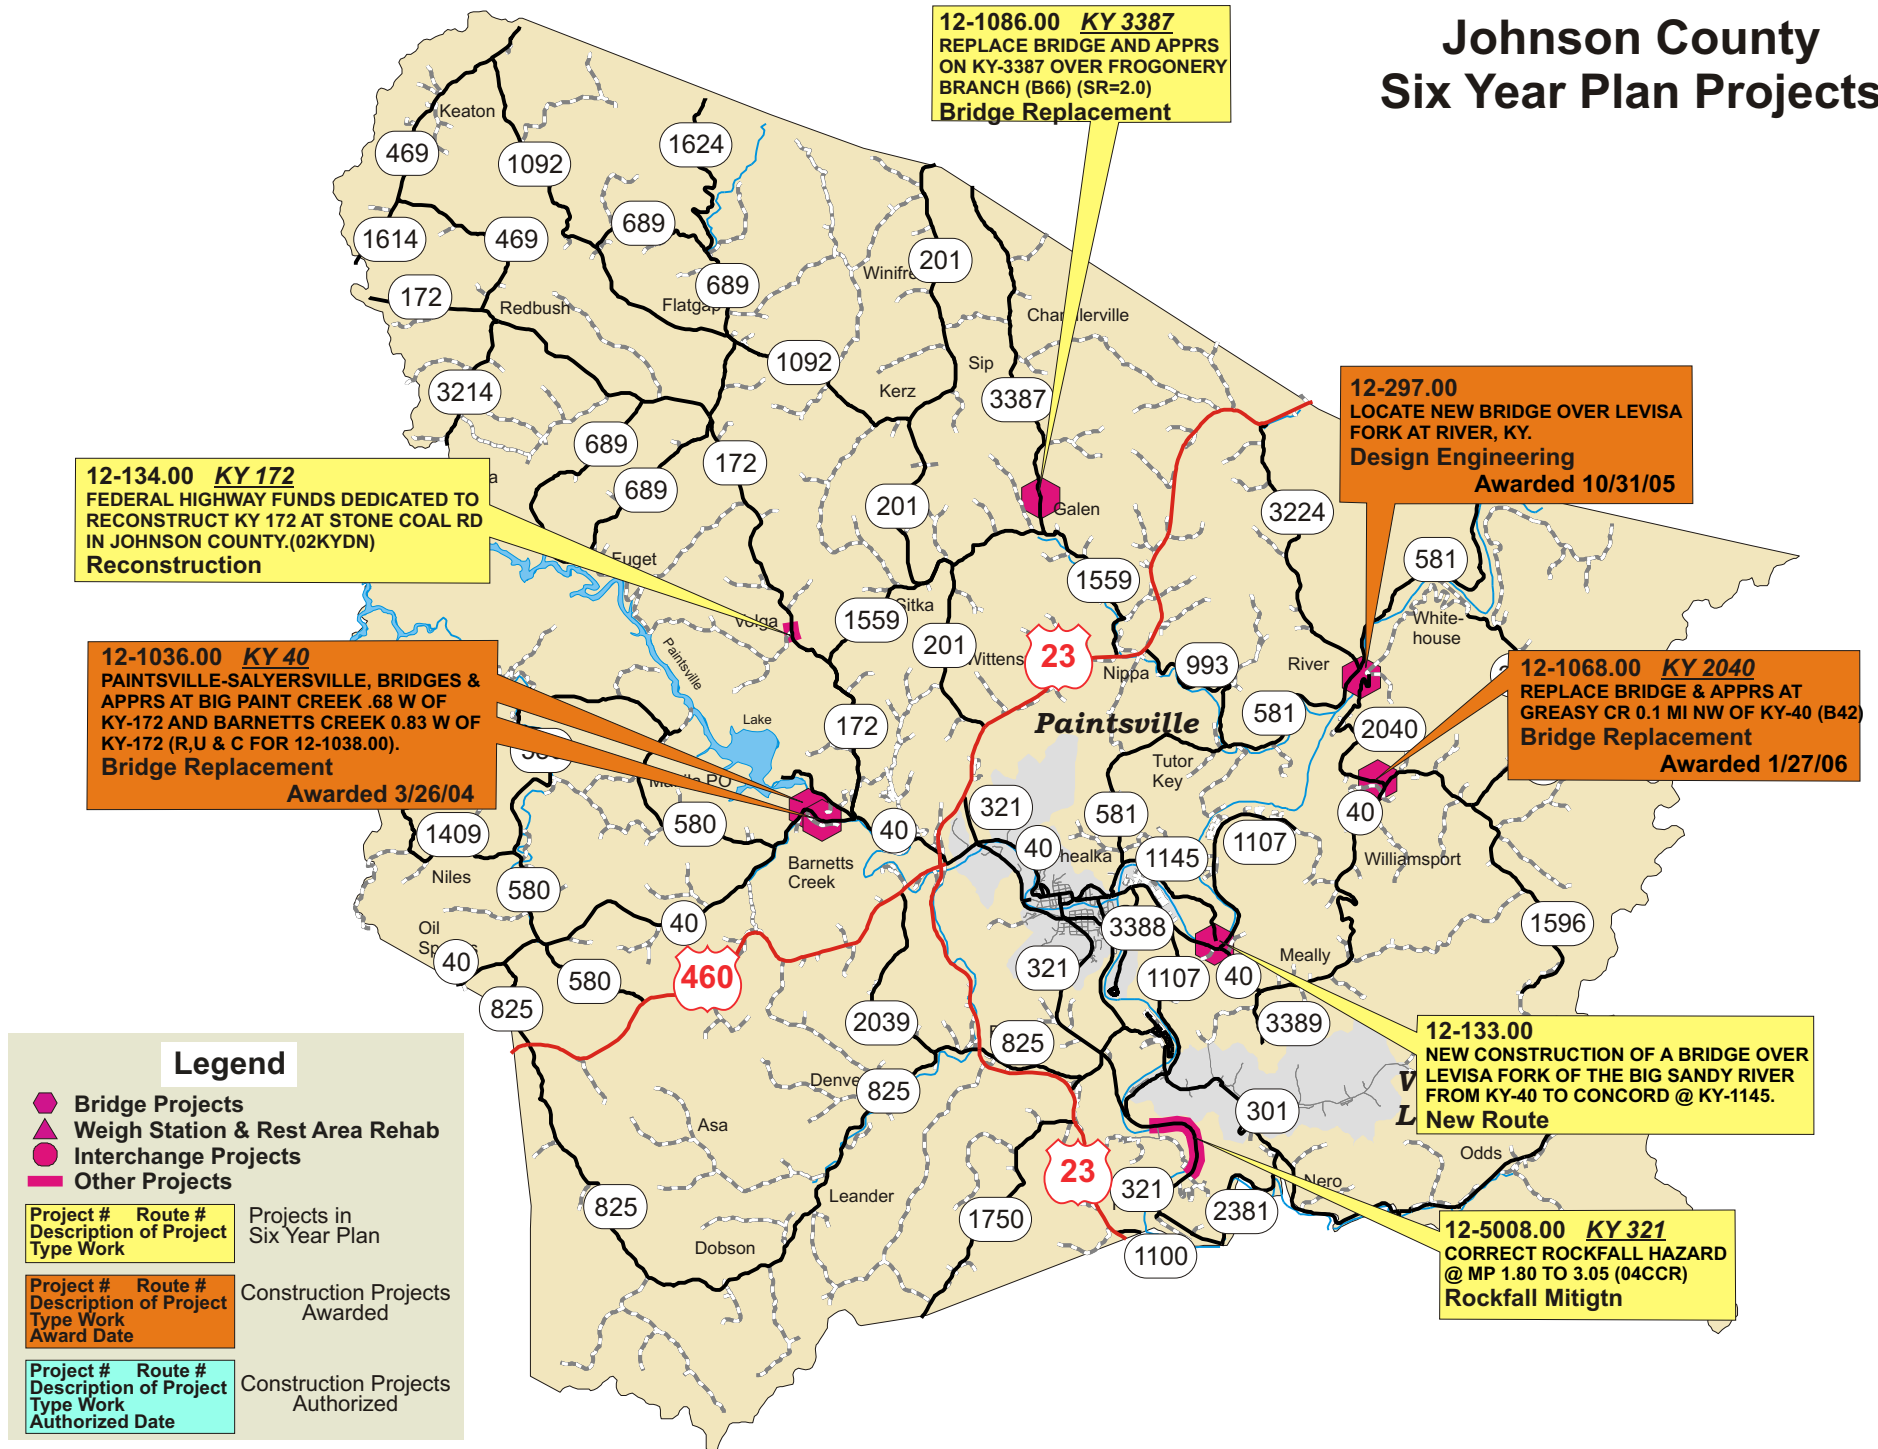 Johnson County
Six Year Plan Projects
12-1086.00 KY 3387
REPLACE BRIDGE AND APPRS
ON KY-3387 OVER FROGONERY
BRANCH (B66) (SR=2.0)
Bridge Replacement
12-297.00
LOCATE NEW BRIDGE OVER LEVISA
FORK AT RIVER, KY.
Design Engineering
Awarded 10/31/05
12-134.00 KY 172
FEDERAL HIGHWAY FUNDS DEDICATED TO
RECONSTRUCT KY 172 AT STONE COAL RD
IN JOHNSON COUNTY.(02KYDN)
Reconstruction
12-1036.00 KY 40
PAINTSVILLE-SALYERSVILLE, BRIDGES &
APPRS AT BIG PAINT CREEK .68 W OF
KY-172 AND BARNETTS CREEK 0.83 W OF
KY-172 (R,U & C FOR 12-1038.00).
Bridge Replacement
Awarded 3/26/04
12-1068.00 KY 2040
REPLACE BRIDGE & APPRS AT
GREASY CR 0.1 MI NW OF KY-40 (B42)
Bridge Replacement
Awarded 1/27/06
12-133.00
NEW CONSTRUCTION OF A BRIDGE OVER
LEVISA FORK OF THE BIG SANDY RIVER
FROM KY-40 TO CONCORD @ KY-1145.
New Route
12-5008.00 KY 321
CORRECT ROCKFALL HAZARD
@ MP 1.80 TO 3.05 (04CCR)
Rockfall Mitigtn
Keaton
469
1092
1624
689
1614
469
201
172
689
Winifre
Redbush
Flatgap
Cha llerville
1092
Sip
3214
Kerz
3387
689
172
689
201
Galen
3224
581
Fuget
1559
White-
house
Volga
1559
Sitka
201
Wittens
23
Nippa
993
River
Paintsville
Lake
172
Paintsville
581
2040
Tutor
Key
PO
580
321
581
40
1409
40
40
healka
1145
1107
Williamsport
Barnetts
Creek
Niles
580
40
3388
1596
Oil
Sp s
40
321
1107
40
Meally
460
580
825
2039
825
3389
Denve
825
V
L
301
Asa
Odds
23
321
Nero
Leander
825
1750
2381
Dobson
1100
Legend
Bridge Projects
Weigh Station & Rest Area Rehab
Interchange Projects
Other Projects
Project # Route #
Description of Project
Type Work
Projects in
Six Year Plan
Project # Route #
Description of Project
Type Work
Award Date
Construction Projects
Awarded
Project # Route #
Description of Project
Type Work
Authorized Date
Construction Projects
Authorized